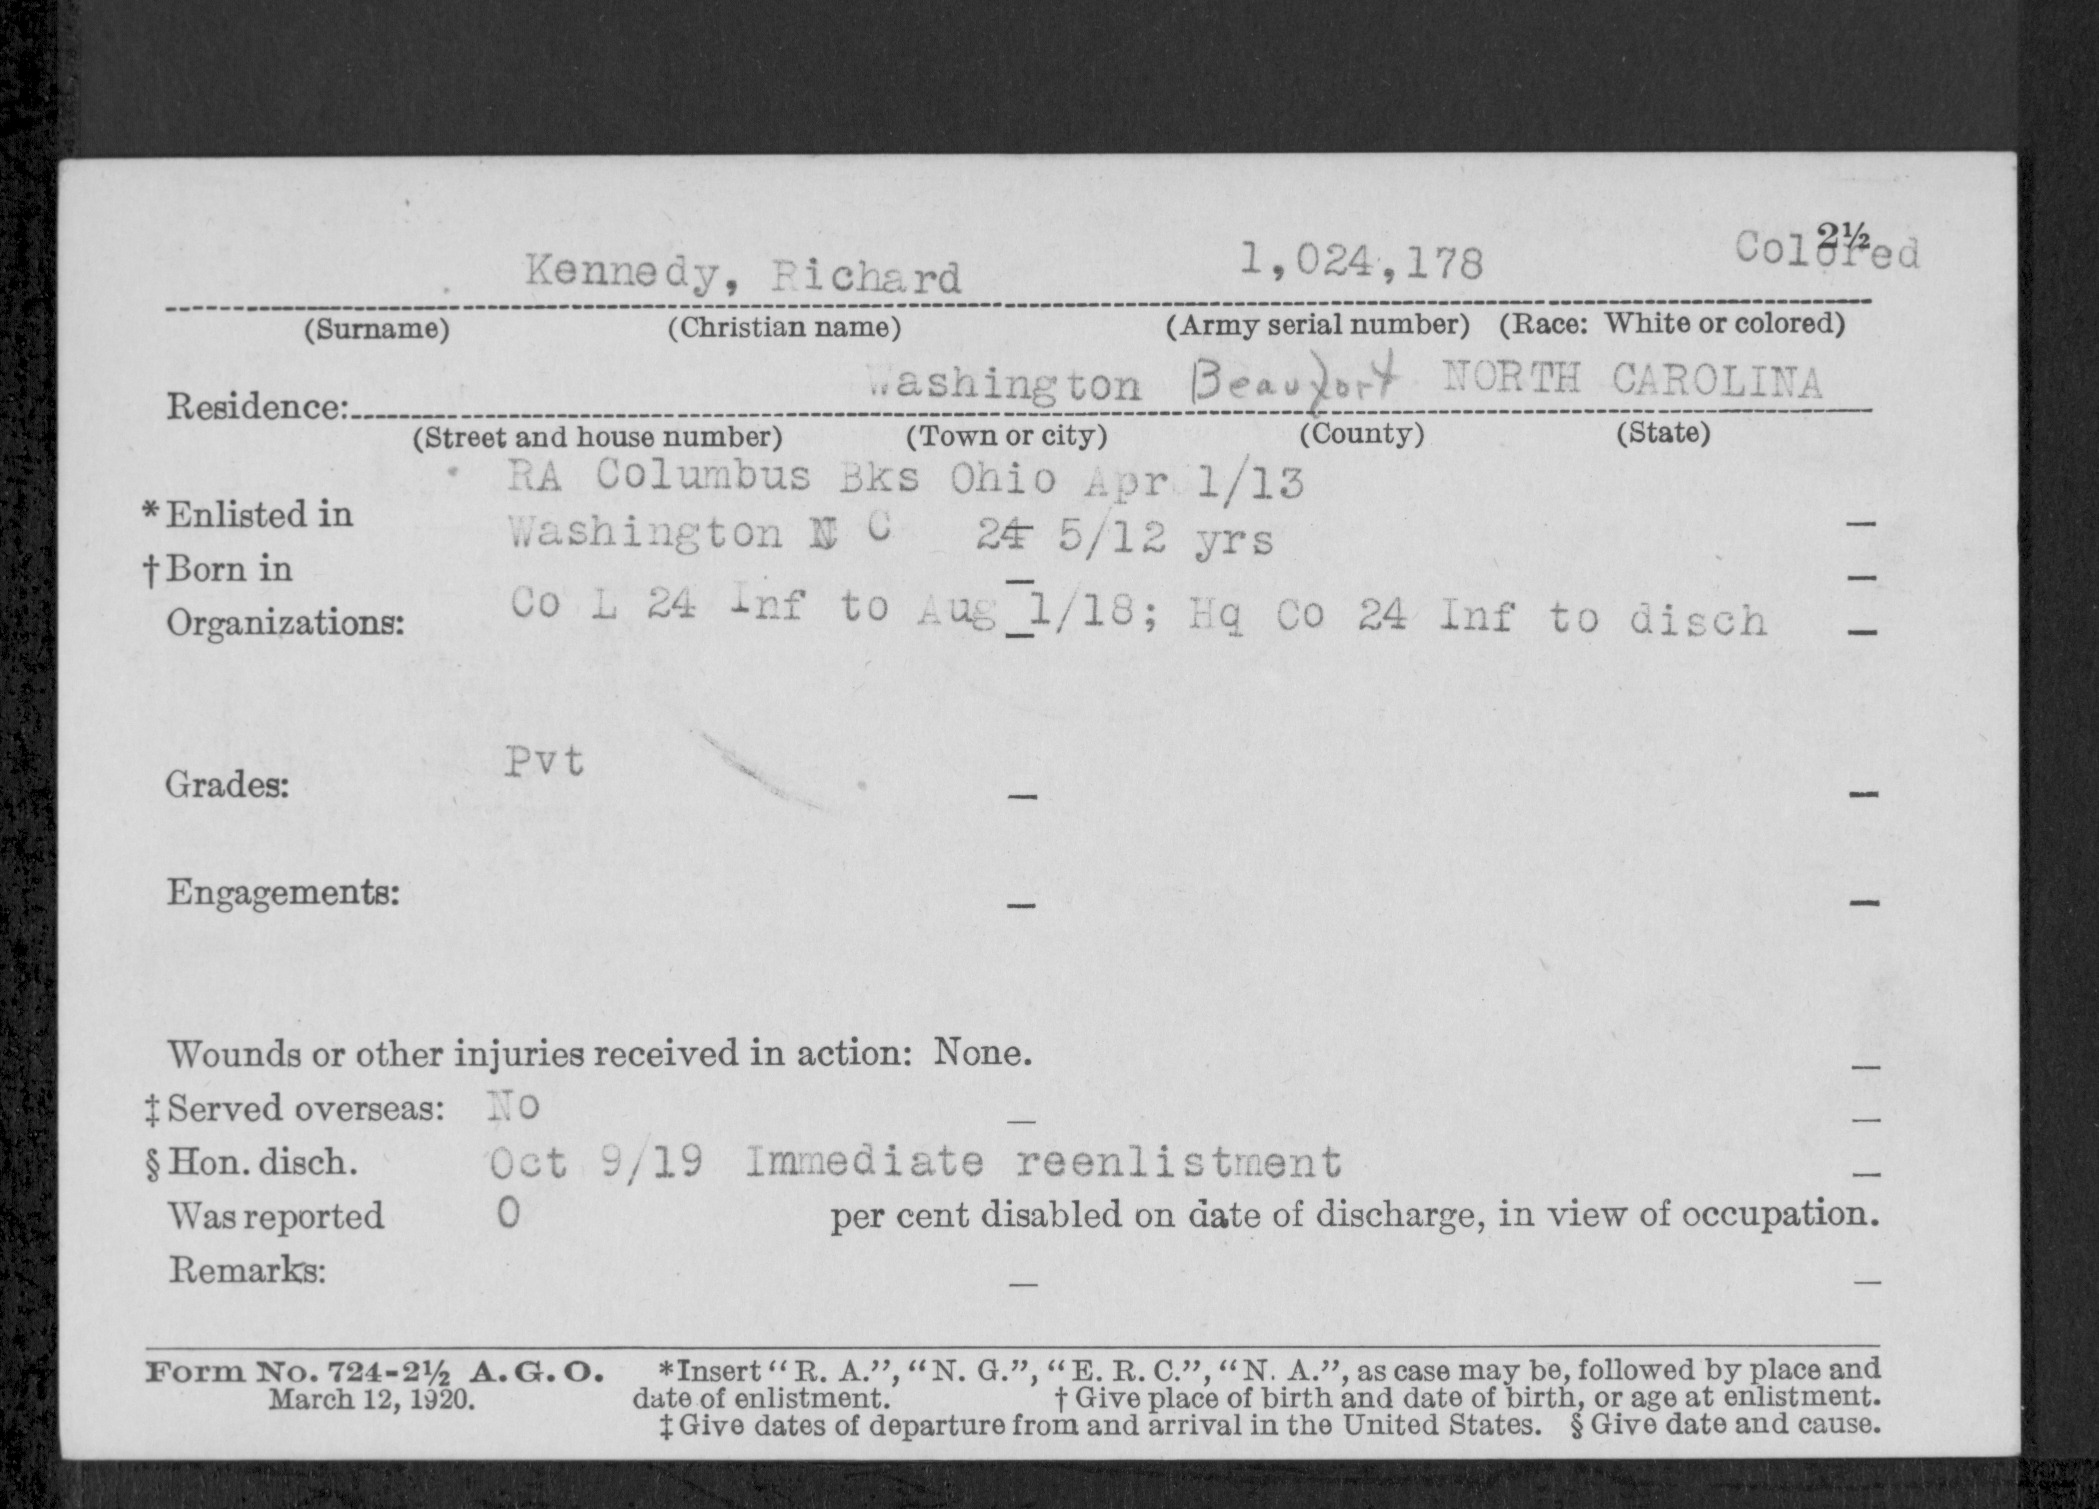 2½
Kennedy, Richard 1,024,178 Colored
(Surname) (Christian name) (Army serial number) (Race: White or colored)
Residence: Washington Beaufort NORTH CAROLINA
(Street and house number) (Town or city) (County) (State)
RA Columbus Bks Ohio Apr 1/13
*Enlisted in
Washington N C 24 5/12 yrs
†Born in
Co L 24 Inf to Aug 1/18; Hq Co 24 Inf to disch
Organizations:
Pvt
Grades:
Engagements:
Wounds or other injuries received in action: None.
‡Served overseas: No
§Hon. disch. Oct 9/19 Immediate reenlistment
Was reported 0 per cent disabled on date of discharge, in view of occupation.
Remarks:
Form No. 724-2½ A. G. O. *Insert "R. A.", "N. G.", "E. R. C.", "N. A.", as case may be, followed by place and
March 12, 1920. date of enlistment. †Give place of birth and date of birth, or age at enlistment.
‡Give dates of departure from and arrival in the United States. §Give date and cause.